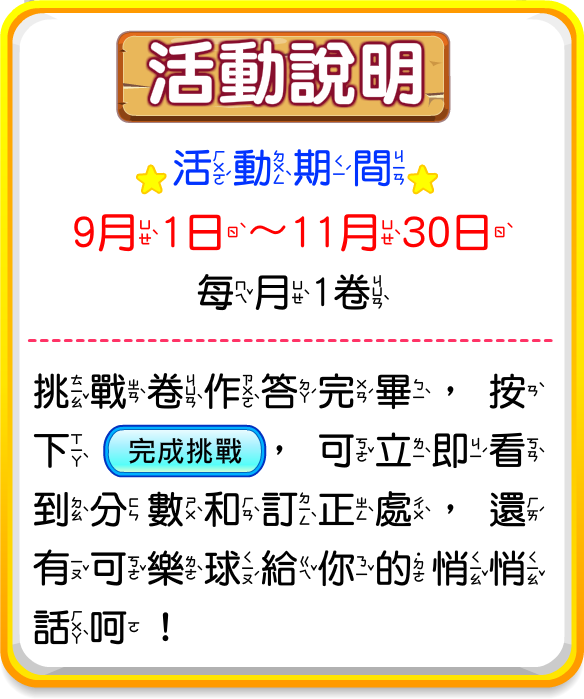 活動說明
活動期間
9月1日～11月30日
每月1卷
挑戰卷作答完畢，按
下 完成挑戰 ，可立即看
到分數和訂正處，還
有可樂球給你的悄悄
話呵！